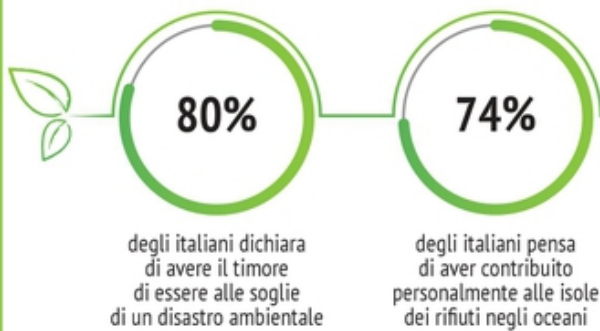 80%
degli italiani dichiara
di avere il timore
di essere alle soglie
di un disastro ambientale
74%
degli italiani pensa
di aver contribuito
personalmente alle isole
dei rifiuti negli oceani